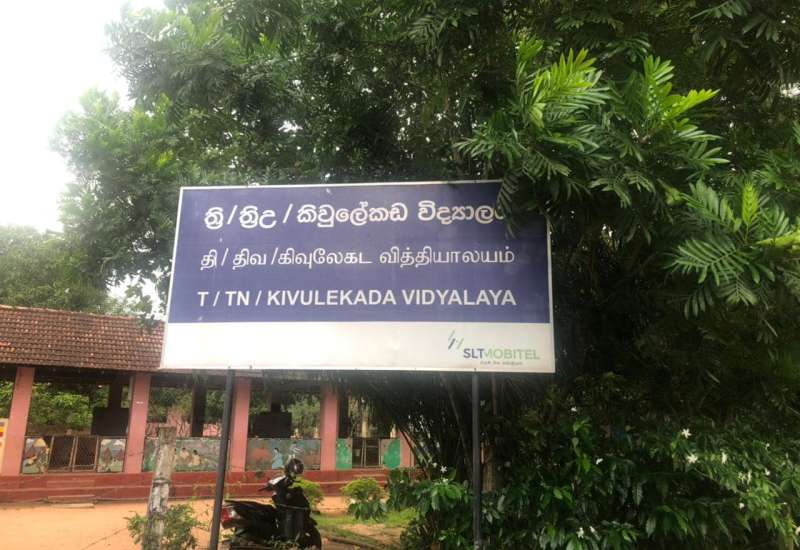 ත්‍රි / ත්‍රිඋ / කිවුලේකඩ විද්‍යාලය
தி / திவ / கிவுலேகட வித்தியாலயம்
T / TN / KIVULEKADA VIDYALAYA
SLTMOBITEL